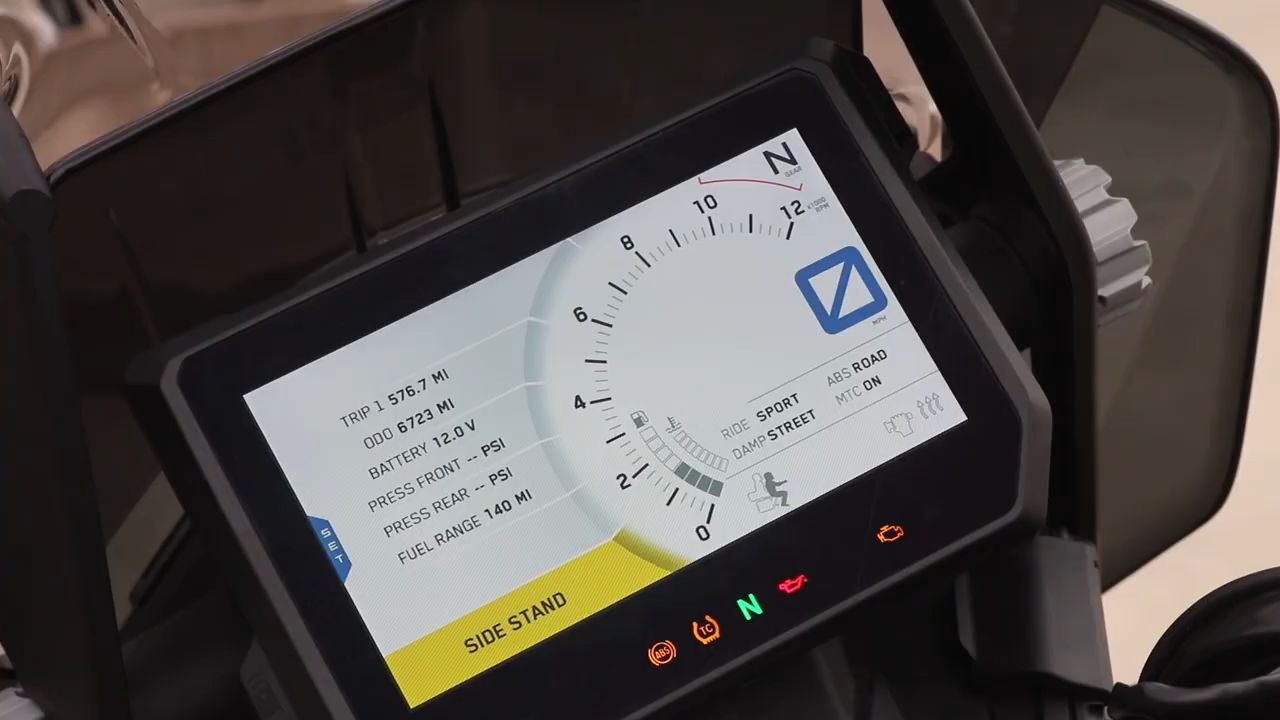 N
GEAR
10
12
x1000
RPM
8
6
4
2
0
MPH
TRIP 1 576.7 MI
ODO 6723 MI
BATTERY 12.0 V
PRESS FRONT -- PSI
PRESS REAR -- PSI
FUEL RANGE 140 MI
SET
ABS ROAD
MTC ON
RIDE SPORT
DAMP STREET
SIDE STAND
ABS
TC
N